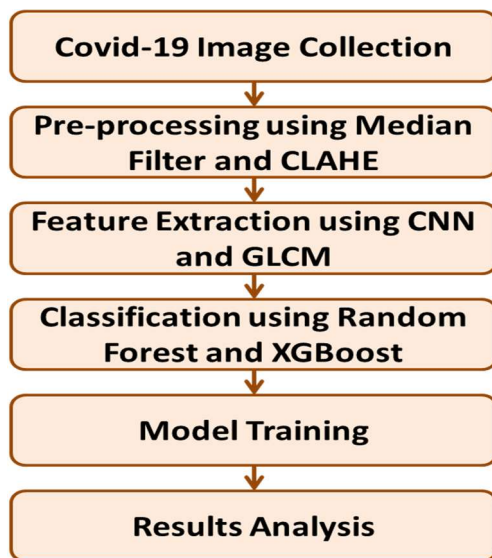 Covid-19 Image Collection
Pre-processing using Median
Filter and CLAHE
Feature Extraction using CNN
and GLCM
Classification using Random
Forest and XGBoost
Model Training
Results Analysis